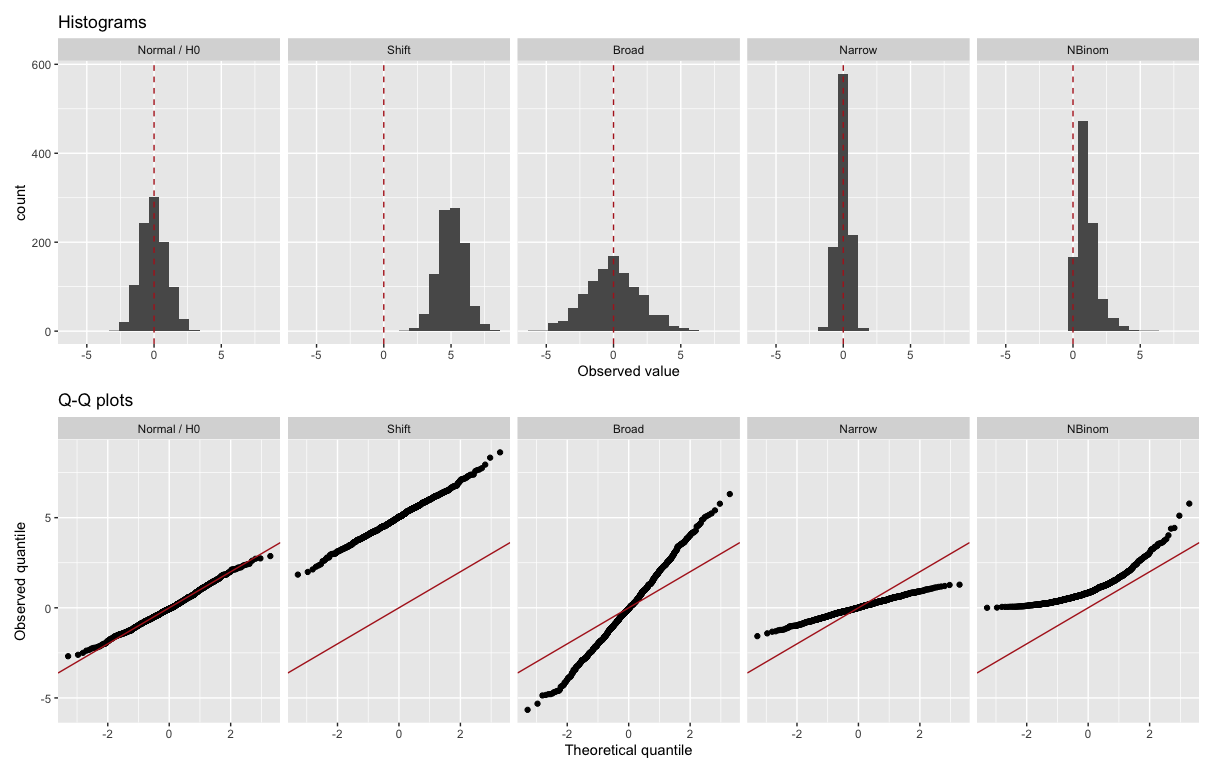 Histograms
Normal / H0 Shift Broad Narrow NBinom
600
400
200
0
count
-5 0 5 -5 0 5 -5 0 5 -5 0 5 -5 0 5
Observed value
Q-Q plots
Normal / H0 Shift Broad Narrow NBinom
5
0
-5
Observed quantile
-2 0 2 -2 0 2 -2 0 2 -2 0 2 -2 0 2
Theoretical quantile